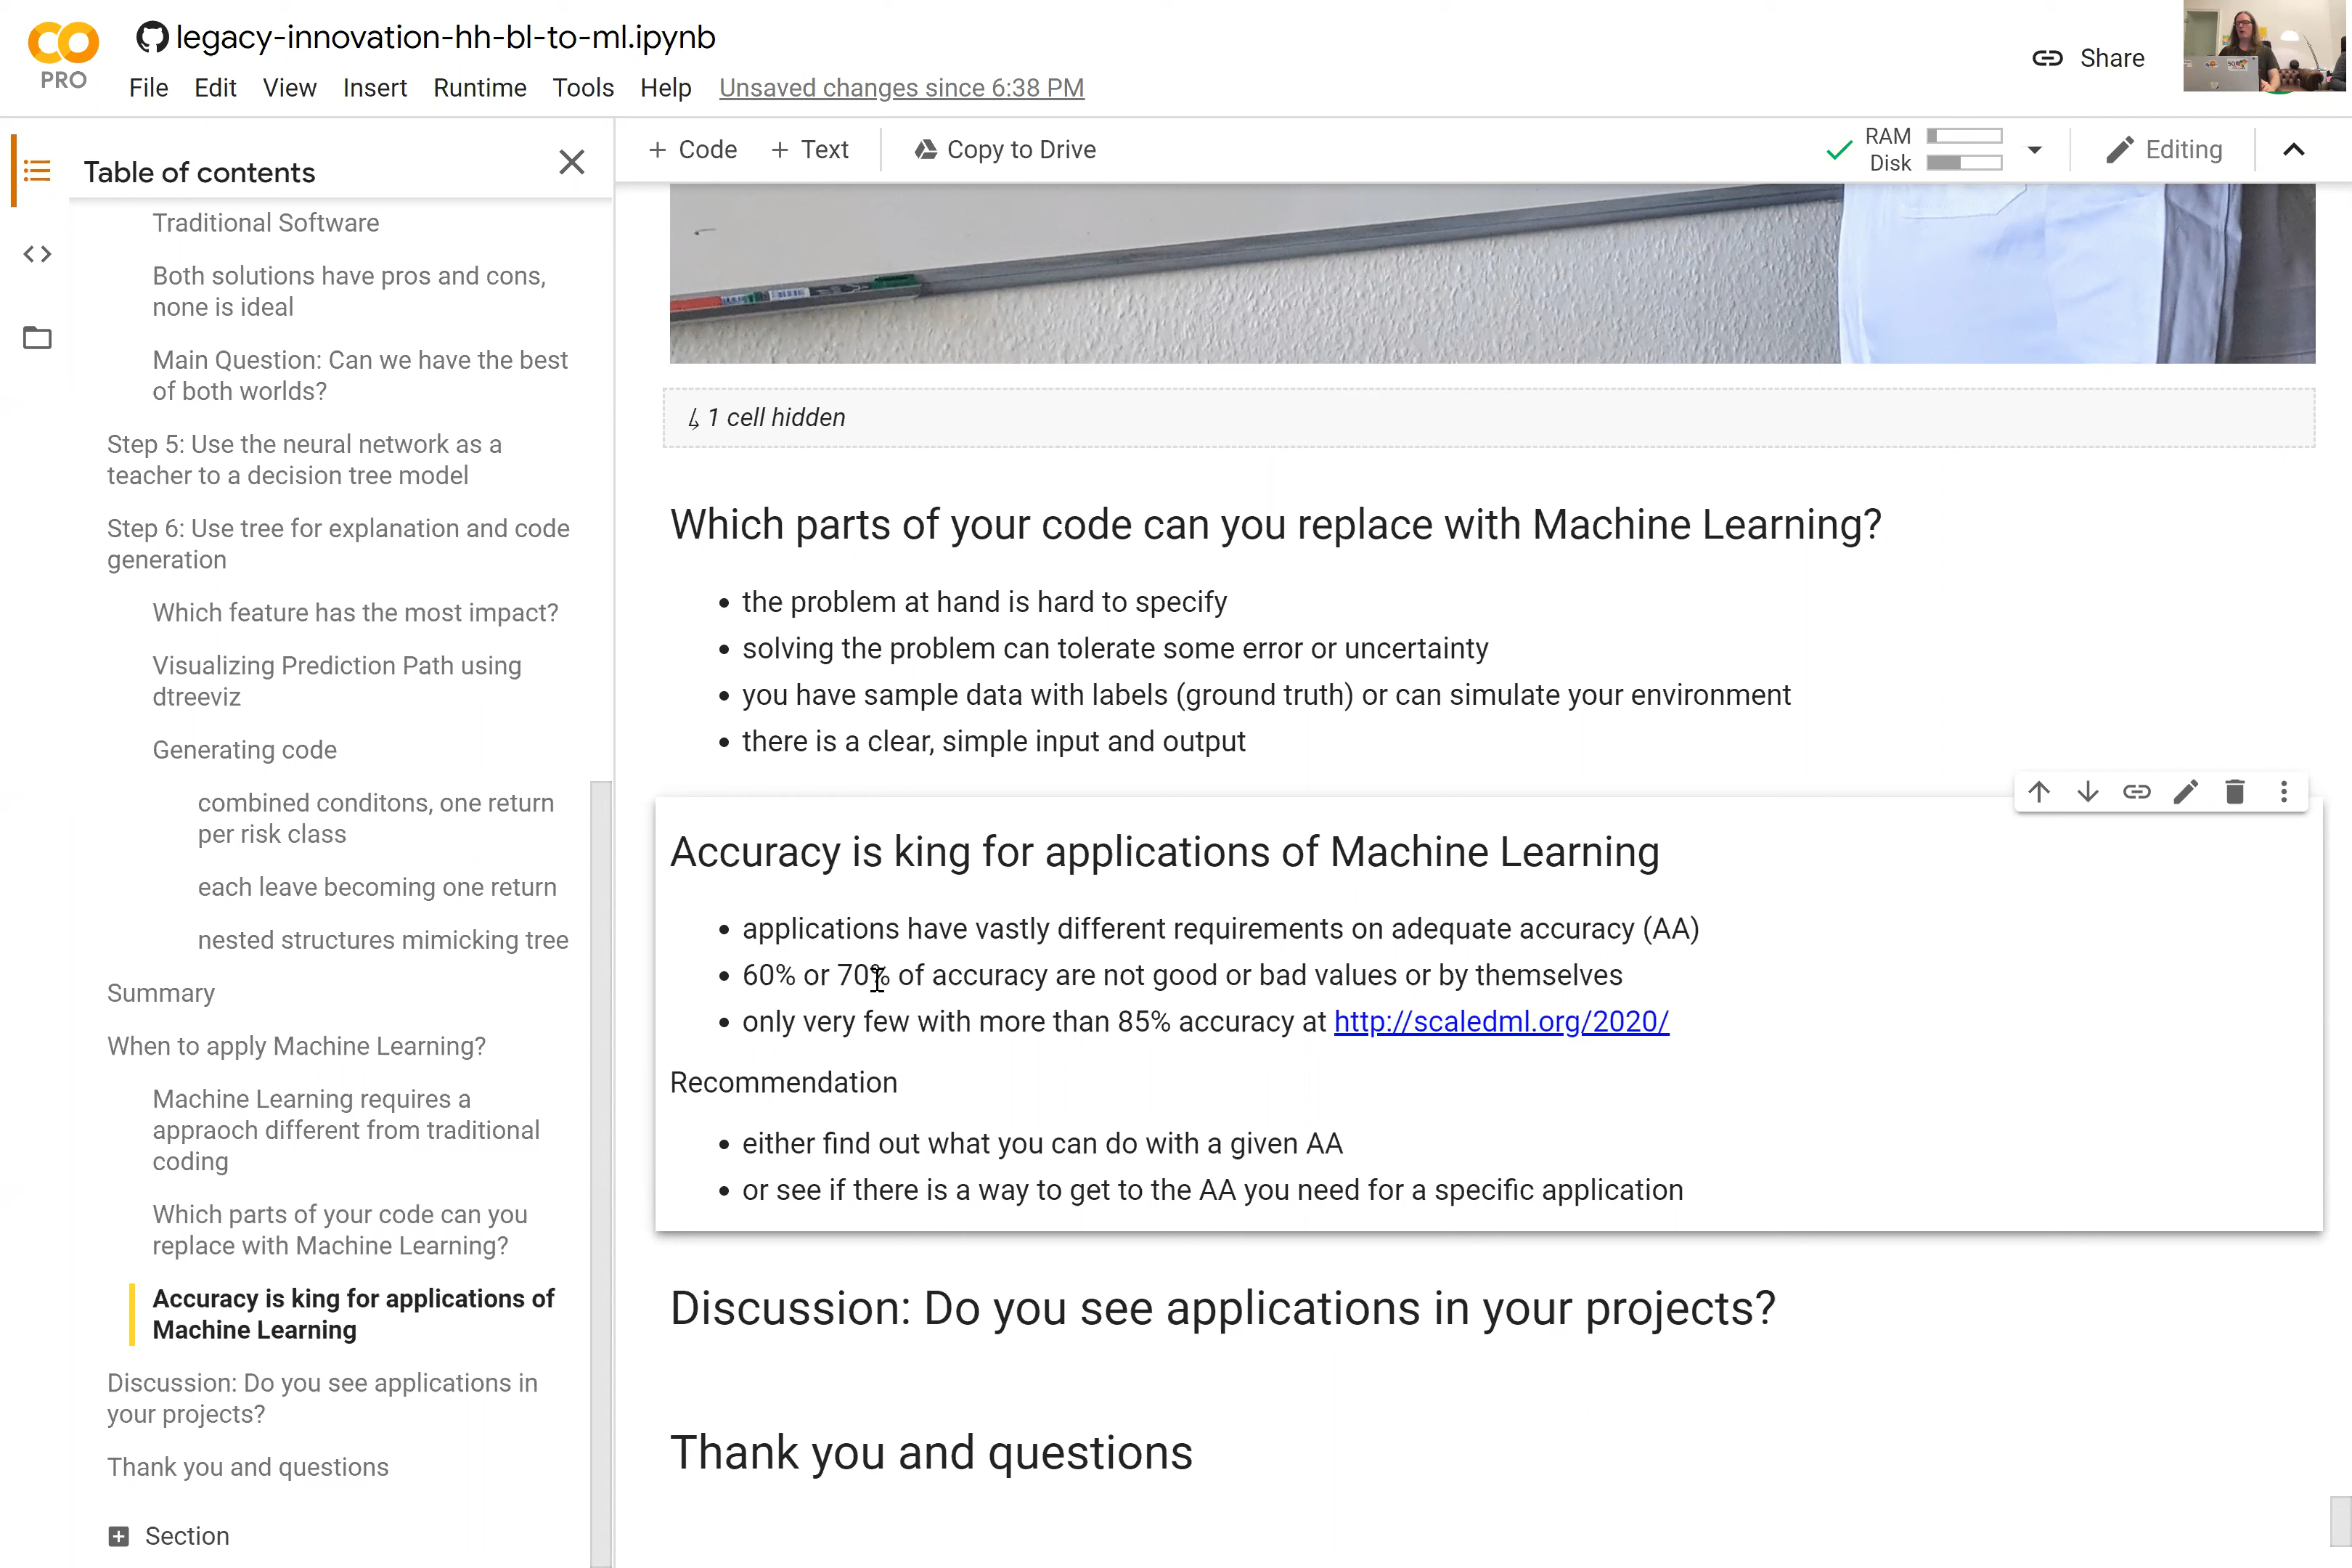 legacy-innovation-hh-bl-to-ml.ipynb
PRO
File Edit View Insert Runtime Tools Help Unsaved changes since 6:38 PM
Share
Table of contents
+ Code + Text Copy to Drive
RAM
Disk
Editing
Traditional Software
Both solutions have pros and cons,
none is ideal
Main Question: Can we have the best
of both worlds?
Step 5: Use the neural network as a
teacher to a decision tree model
Step 6: Use tree for explanation and code
generation
Which feature has the most impact?
Visualizing Prediction Path using
dtreeviz
Generating code
combined conditons, one return
per risk class
each leave becoming one return
nested structures mimicking tree
Summary
When to apply Machine Learning?
Machine Learning requires a
appraoch different from traditional
coding
Which parts of your code can you
replace with Machine Learning?
Accuracy is king for applications of
Machine Learning
Discussion: Do you see applications in
your projects?
Thank you and questions
Section
1 cell hidden
Which parts of your code can you replace with Machine Learning?
• the problem at hand is hard to specify
• solving the problem can tolerate some error or uncertainty
• you have sample data with labels (ground truth) or can simulate your environment
• there is a clear, simple input and output
Accuracy is king for applications of Machine Learning
• applications have vastly different requirements on adequate accuracy (AA)
• 60% or 70% of accuracy are not good or bad values or by themselves
• only very few with more than 85% accuracy at http://scaledml.org/2020/
Recommendation
• either find out what you can do with a given AA
• or see if there is a way to get to the AA you need for a specific application
Discussion: Do you see applications in your projects?
Thank you and questions